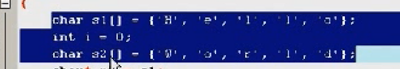 {
char s1[] = {'H', 'e', 'l', 'l', 'o'};
int i = 0;
char s2[] = {'W', 'o', 'r', 'l', 'd'};